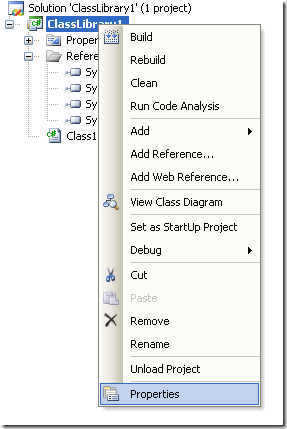 Solution 'ClassLibrary1' (1 project)
ClassLibrary1
Proper
Refere
Sy
Sy
Sy
Sy
Class1
Build
Rebuild
Clean
Run Code Analysis
Add
Add Reference...
Add Web Reference...
View Class Diagram
Set as StartUp Project
Debug
Cut
Paste
Remove
Rename
Unload Project
Properties